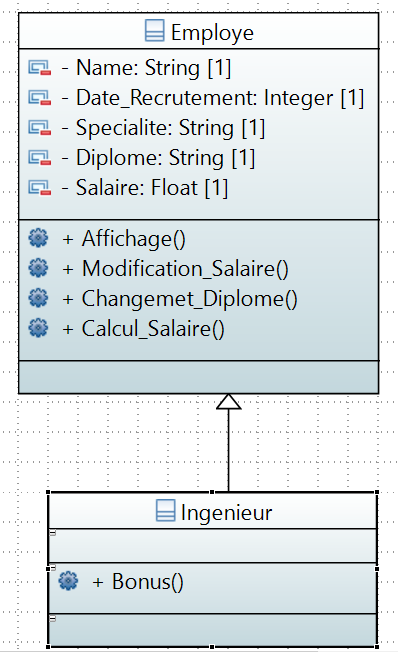 Employe
- Name: String [1]
- Date_Recrutement: Integer [1]
- Specialite: String [1]
- Diplome: String [1]
- Salaire: Float [1]
+ Affichage()
+ Modification_Salaire()
+ Changemet_Diplome()
+ Calcul_Salaire()
Ingenieur
+ Bonus()